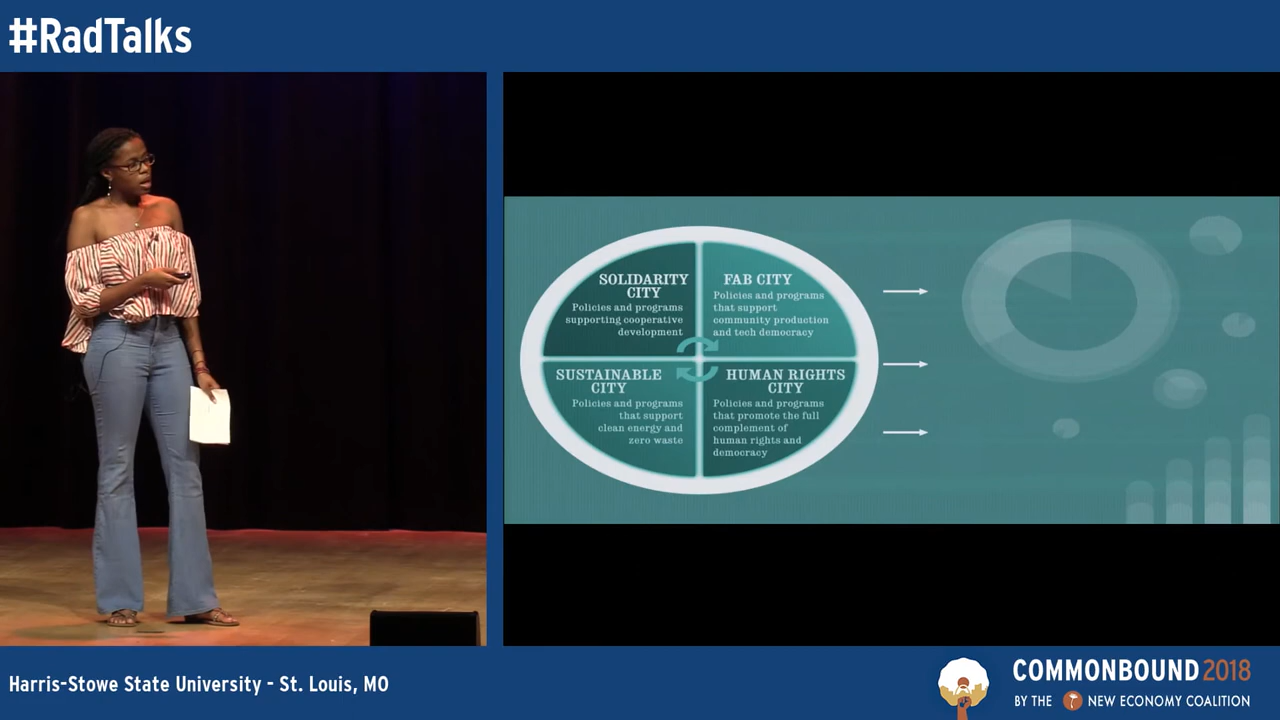 #RadTalks
SOLIDARITY
CITY
Policies and programs
supporting cooperative
development
FAB CITY
Policies and programs
that support
community production
and tech democracy
SUSTAINABLE
CITY
Policies and programs
that support
clean energy and
zero waste
HUMAN RIGHTS
CITY
Policies and programs
that promote the full
complement of
human rights and
democracy
Harris-Stowe State University - St. Louis, MO
COMMONBOUND 2018
BY THE NEW ECONOMY COALITION